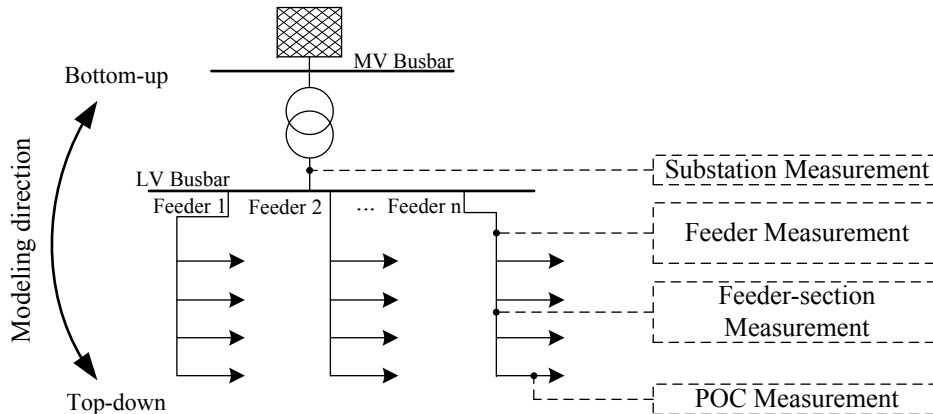 MV Busbar
Bottom-up
Modeling direction
LV Busbar
Substation Measurement
Feeder 1
Feeder 2
...
Feeder n
Feeder Measurement
Feeder-section
Measurement
Top-down
POC Measurement